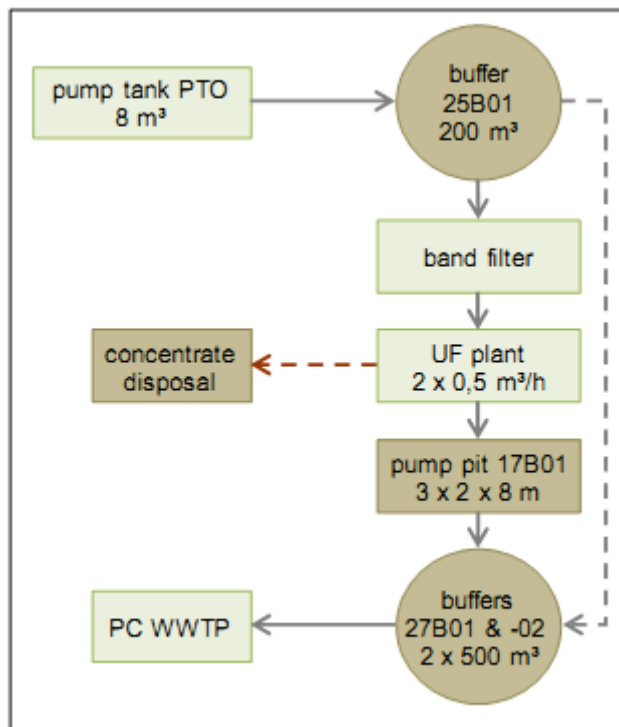 pump tank PTO
8 m³
buffer
25B01
200 m³
band filter
concentrate
disposal
UF plant
2 x 0,5 m³/h
pump pit 17B01
3 x 2 x 8 m
PC WWTP
buffers
27B01 & -02
2 x 500 m³